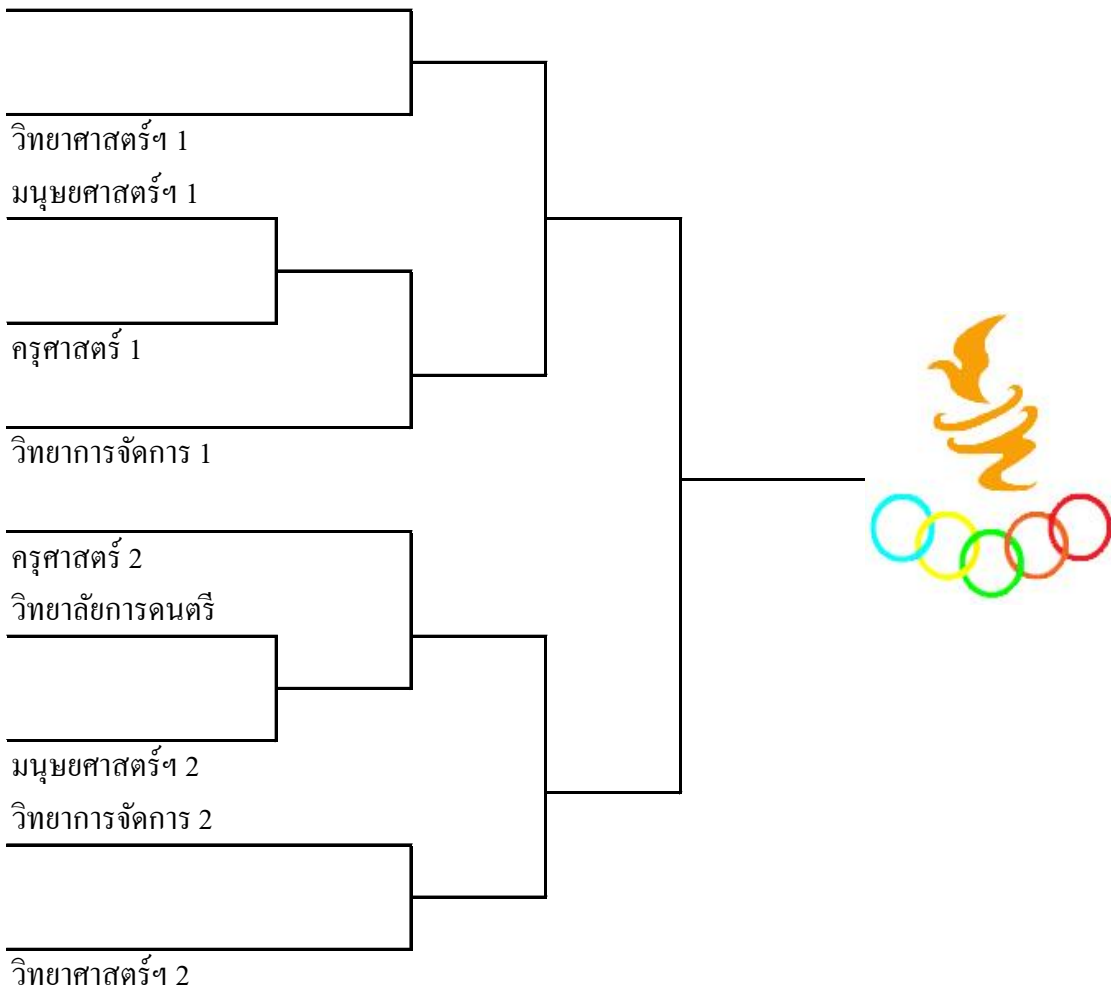 วิทยาศาสตร์ฯ 1
มนุษยศาสตร์ฯ 1
ครุศาสตร์ 1
วิทยาการจัดการ 1
ครุศาสตร์ 2
วิทยาลัยการดนตรี
มนุษยศาสตร์ฯ 2
วิทยาการจัดการ 2
วิทยาศาสตร์ฯ 2